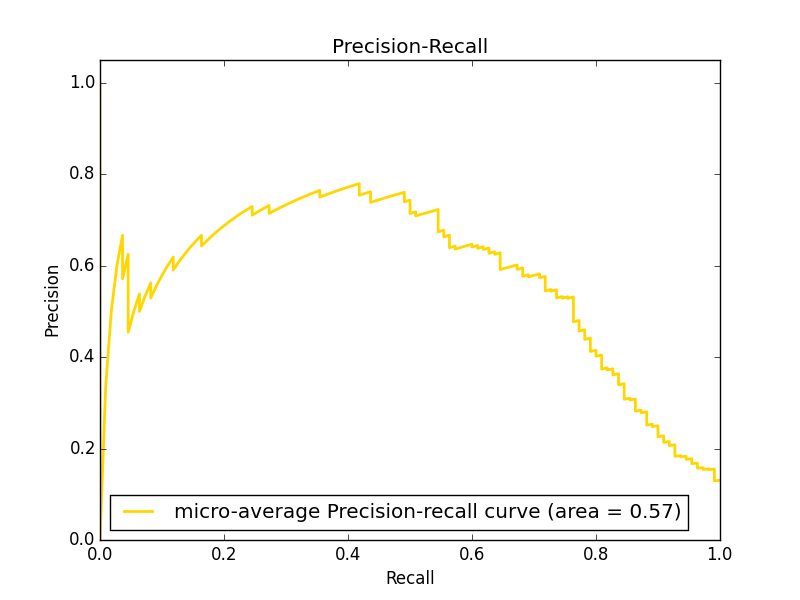 Precision-Recall
1.0
0.8
0.6
0.4
0.2
0.0
Precision
micro-average Precision-recall curve (area = 0.57)
0.0 0.2 0.4 0.6 0.8 1.0
Recall